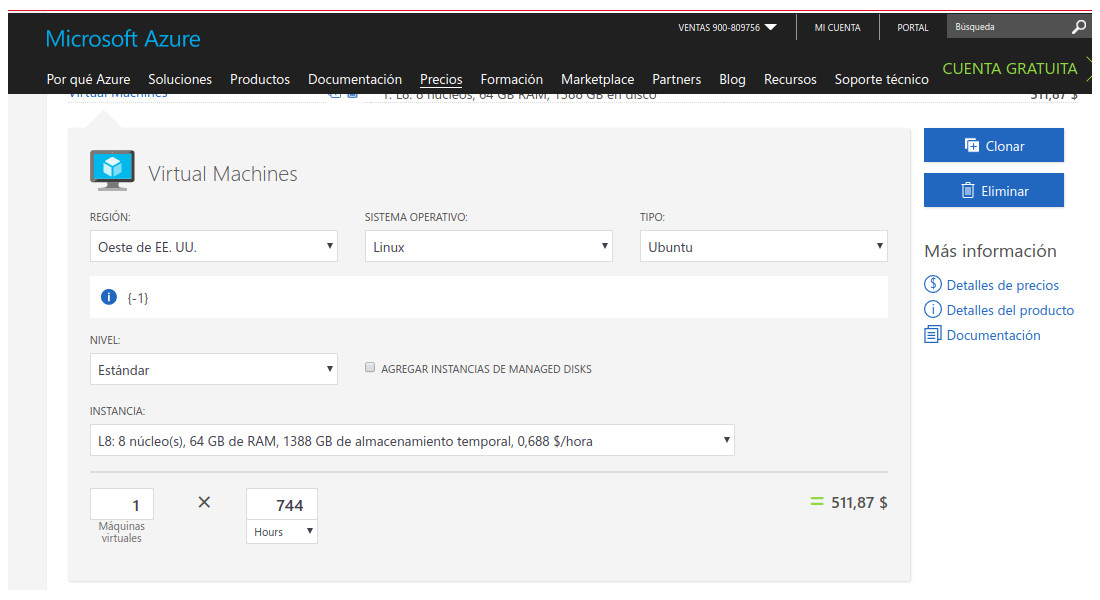 VENTAS 900-809756
MI CUENTA
PORTAL
Búsqueda
Microsoft Azure
CUENTA GRATUITA
Por qué Azure Soluciones Productos Documentación Precios Formación Marketplace Partners Blog Recursos Soporte técnico
Virtual Machines 1: L8: 8 núcleos, 64 GB RAM, 1388 GB en disco 511,87 $
Virtual Machines
Clonar
Eliminar
REGIÓN: SISTEMA OPERATIVO: TIPO:
Oeste de EE. UU. Linux Ubuntu
{-1}
NIVEL:
Estándar
AGREGAR INSTANCIAS DE MANAGED DISKS
INSTANCIA:
L8: 8 núcleo(s), 64 GB de RAM, 1388 GB de almacenamiento temporal, 0,688 $/hora
1 × 744 = 511,87 $
Máquinas
virtuales
Hours
Más información
Detalles de precios
Detalles del producto
Documentación